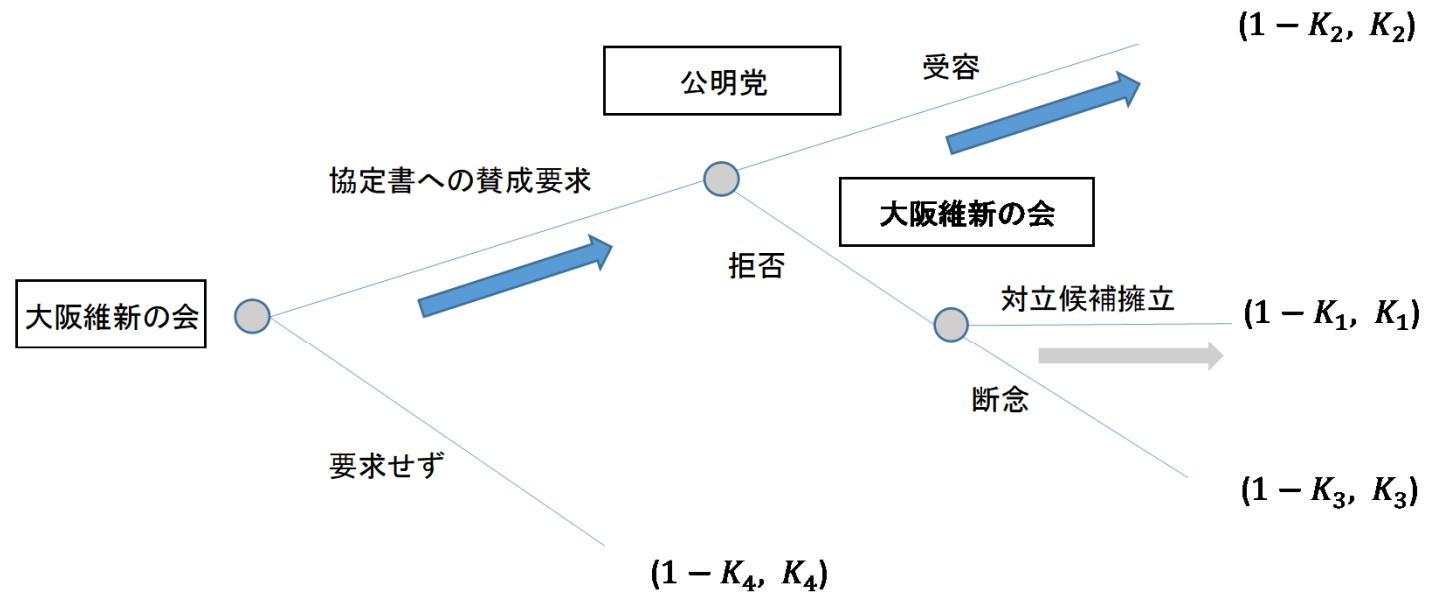 (1 − K₂, K₂)
公明党
受容
協定書への賛成要求
大阪維新の会
拒否
大阪維新の会
対立候補擁立
(1 − K₁, K₁)
断念
要求せず
(1 − K₃, K₃)
(1 − K₄, K₄)